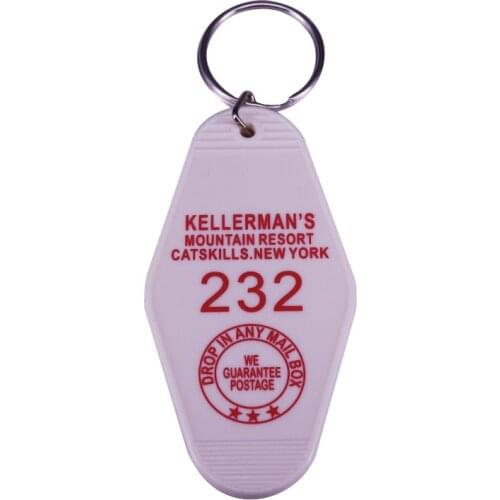 KELLERMAN'S
MOUNTAIN RESORT
CATSKILLS.NEW YORK
232
DROP IN ANY MAIL BOX
WE
GUARANTEE
POSTAGE